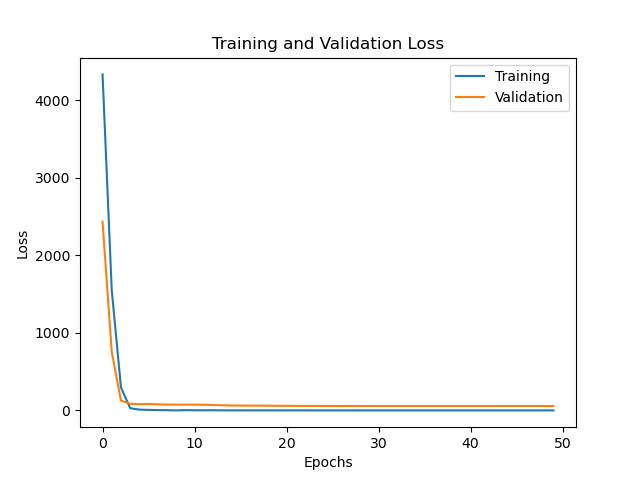 Training and Validation Loss
Training
Validation
Loss
4000
3000
2000
1000
0
0 10 20 30 40 50
Epochs